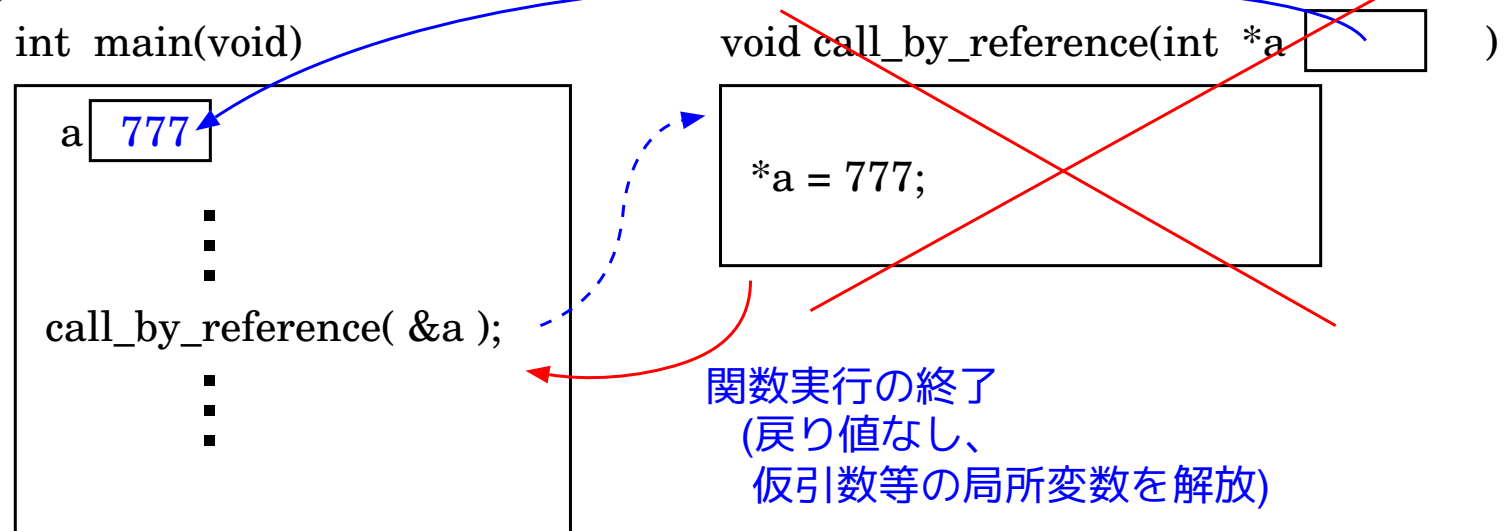 int main(void)
void call_by_reference(int *a )
a 777
*a = 777;
call_by_reference( &a );
関数実行の終了
(戻り値なし、
仮引数等の局所変数を解放)